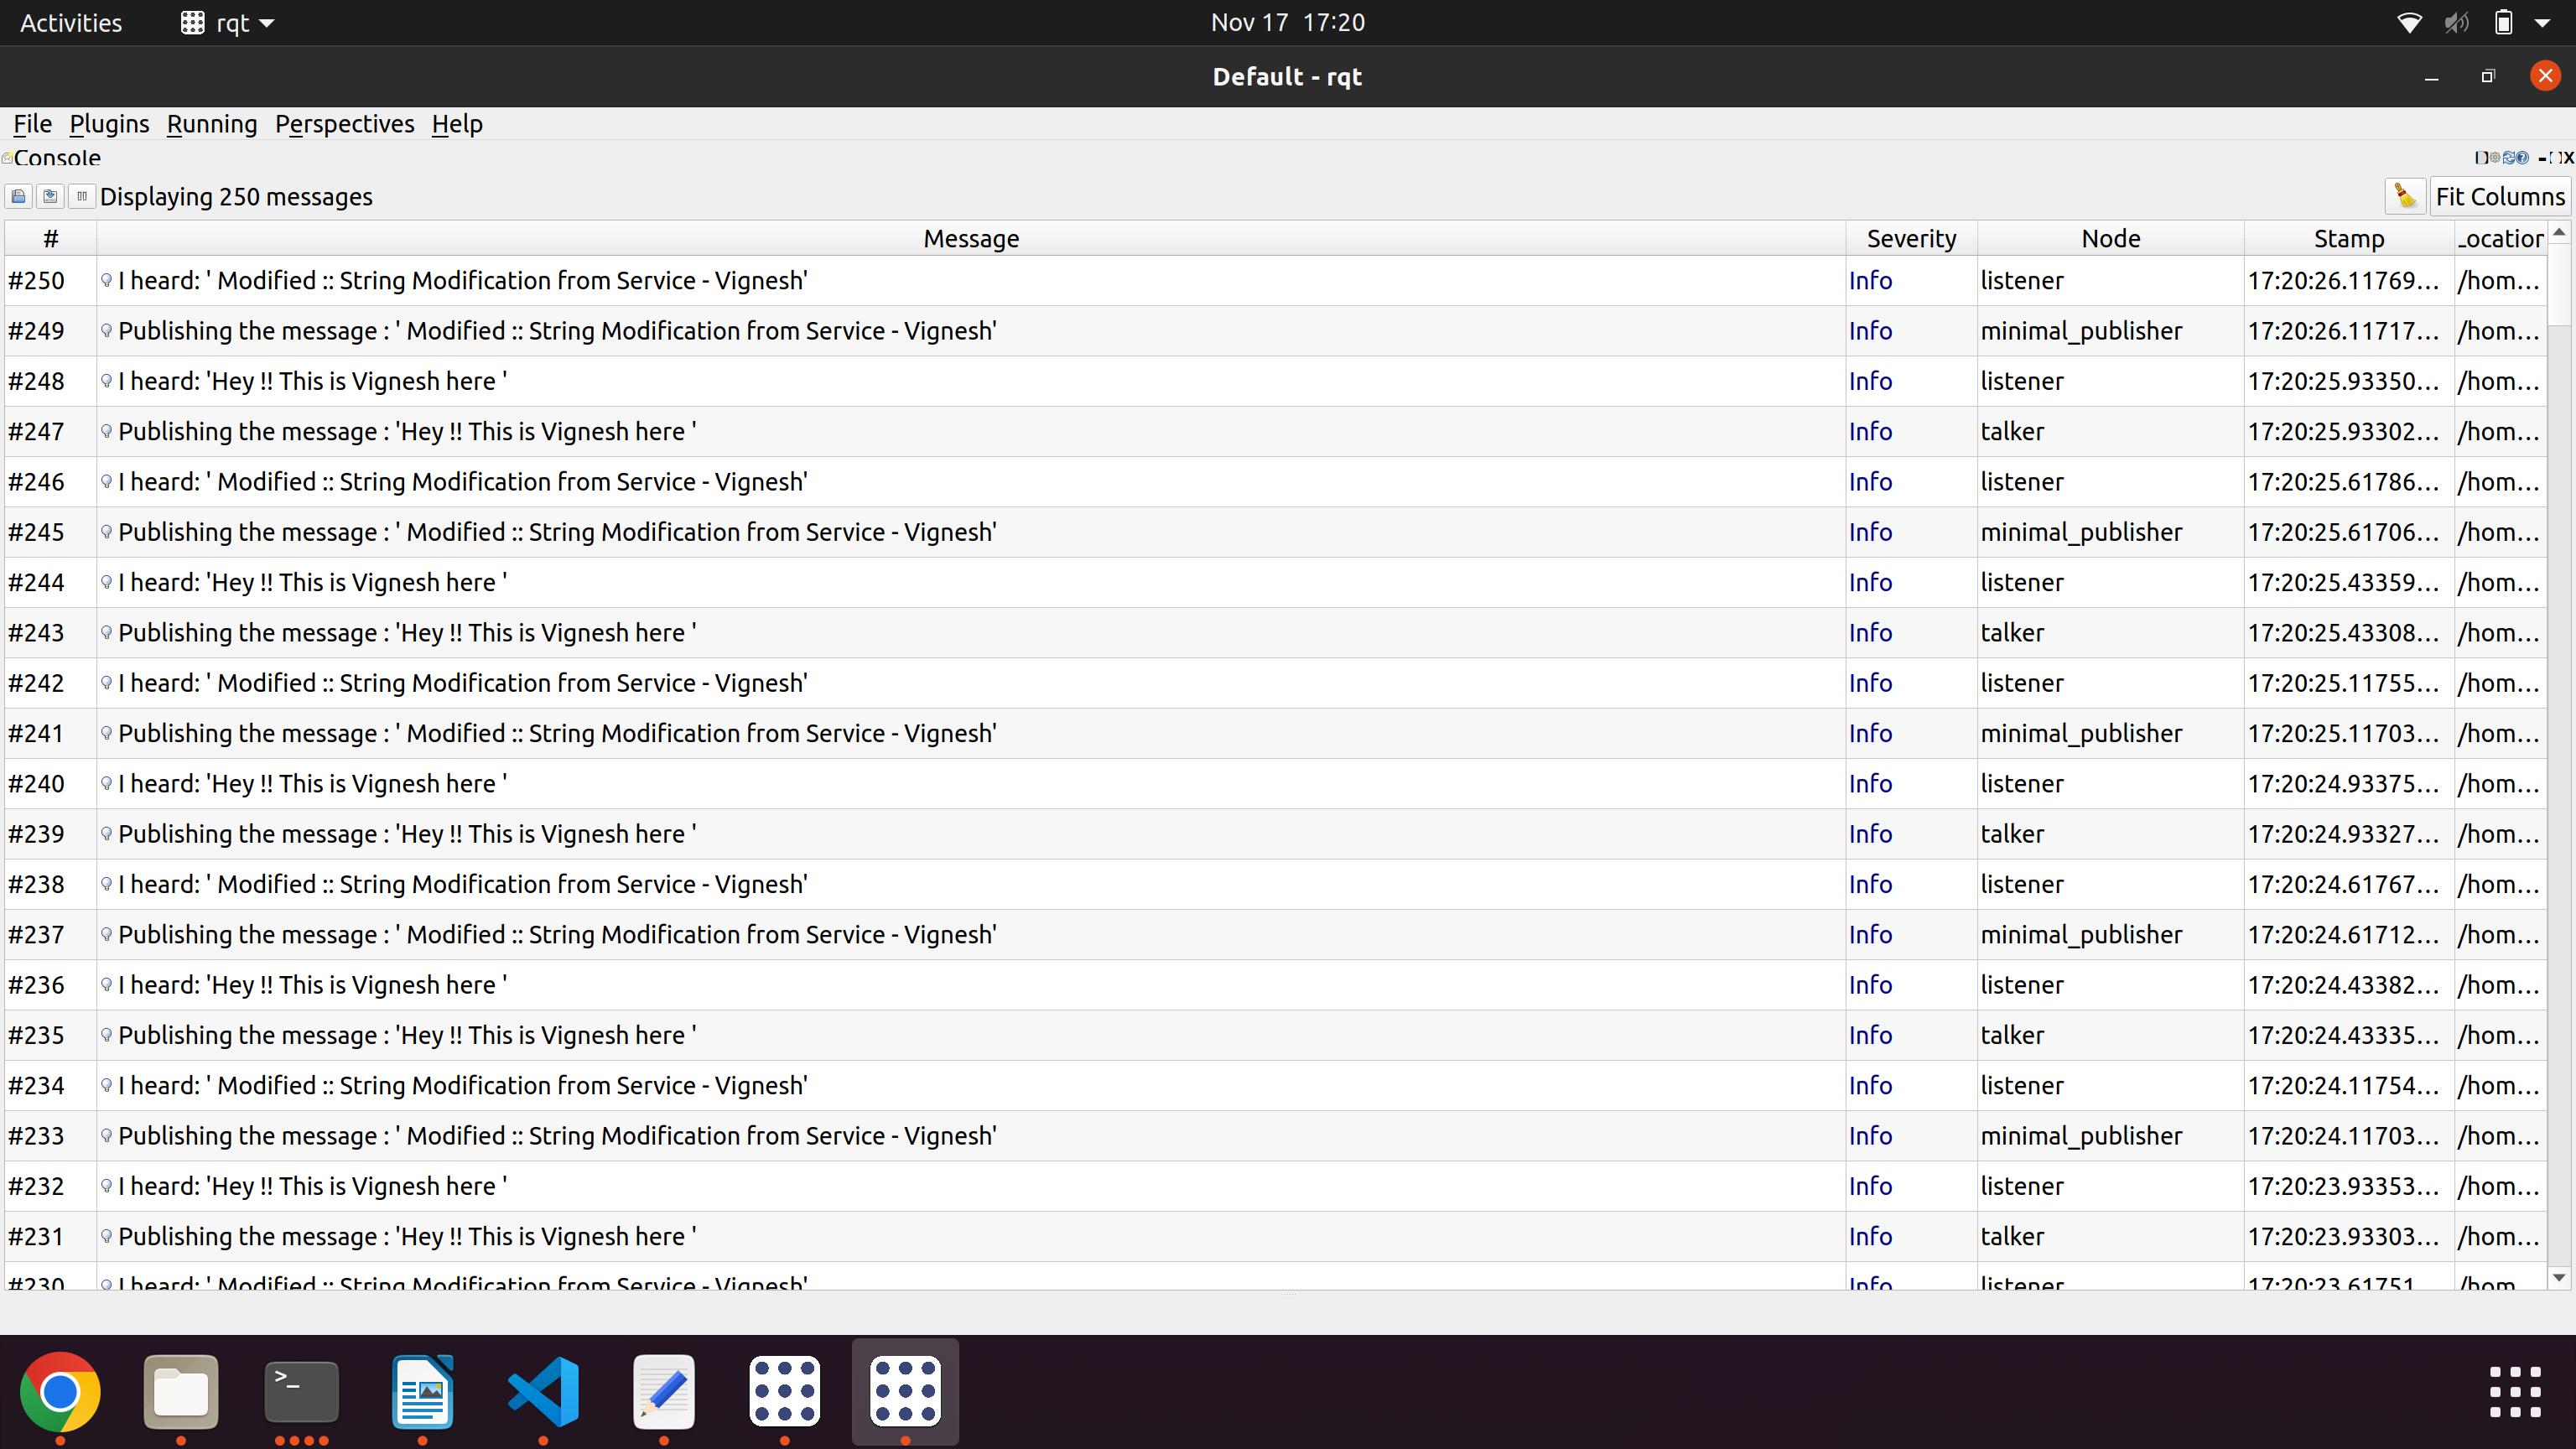 Activities rqt Nov 17 17:20
Default - rqt
File Plugins Running Perspectives Help
Console
Displaying 250 messages Fit Columns
# Message Severity Node Stamp Location
#250 I heard: ' Modified :: String Modification from Service - Vignesh' Info listener 17:20:26.11769... /hom...
#249 Publishing the message : ' Modified :: String Modification from Service - Vignesh' Info minimal_publisher 17:20:26.11717... /hom...
#248 I heard: 'Hey !! This is Vignesh here ' Info listener 17:20:25.93350... /hom...
#247 Publishing the message : 'Hey !! This is Vignesh here ' Info talker 17:20:25.93302... /hom...
#246 I heard: ' Modified :: String Modification from Service - Vignesh' Info listener 17:20:25.61786... /hom...
#245 Publishing the message : ' Modified :: String Modification from Service - Vignesh' Info minimal_publisher 17:20:25.61706... /hom...
#244 I heard: 'Hey !! This is Vignesh here ' Info listener 17:20:25.43359... /hom...
#243 Publishing the message : 'Hey !! This is Vignesh here ' Info talker 17:20:25.43308... /hom...
#242 I heard: ' Modified :: String Modification from Service - Vignesh' Info listener 17:20:25.11755... /hom...
#241 Publishing the message : ' Modified :: String Modification from Service - Vignesh' Info minimal_publisher 17:20:25.11703... /hom...
#240 I heard: 'Hey !! This is Vignesh here ' Info listener 17:20:24.93375... /hom...
#239 Publishing the message : 'Hey !! This is Vignesh here ' Info talker 17:20:24.93327... /hom...
#238 I heard: ' Modified :: String Modification from Service - Vignesh' Info listener 17:20:24.61767... /hom...
#237 Publishing the message : ' Modified :: String Modification from Service - Vignesh' Info minimal_publisher 17:20:24.61712... /hom...
#236 I heard: 'Hey !! This is Vignesh here ' Info listener 17:20:24.43382... /hom...
#235 Publishing the message : 'Hey !! This is Vignesh here ' Info talker 17:20:24.43335... /hom...
#234 I heard: ' Modified :: String Modification from Service - Vignesh' Info listener 17:20:24.11754... /hom...
#233 Publishing the message : ' Modified :: String Modification from Service - Vignesh' Info minimal_publisher 17:20:24.11703... /hom...
#232 I heard: 'Hey !! This is Vignesh here ' Info listener 17:20:23.93353... /hom...
#231 Publishing the message : 'Hey !! This is Vignesh here ' Info talker 17:20:23.93303... /hom...
#230 I heard: ' Modified :: String Modification from Service - Vignesh' Info listener 17:20:23.61751 /hom